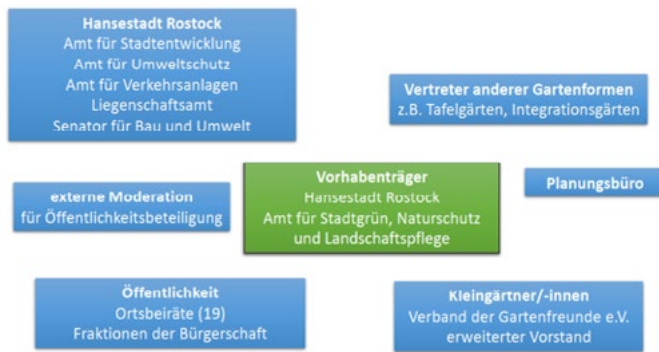 Hansestadt Rostock
Amt für Stadtentwicklung
Amt für Umweltschutz
Amt für Verkehrsanlagen
Liegenschaftsamt
Senator für Bau und Umwelt
Vertreter anderer Gartenformen
z.B. Tafelgärten, Integrationsgärten
externe Moderation
für Öffentlichkeitsbeteiligung
Vorhabenträger
Hansestadt Rostock
Amt für Stadtgrün, Naturschutz
und Landschaftspflege
Planungsbüro
Öffentlichkeit
Ortsbeiräte (19)
Fraktionen der Bürgerschaft
Kleingärtner/-innen
Verband der Gartenfreunde e.V.
erweiterter Vorstand